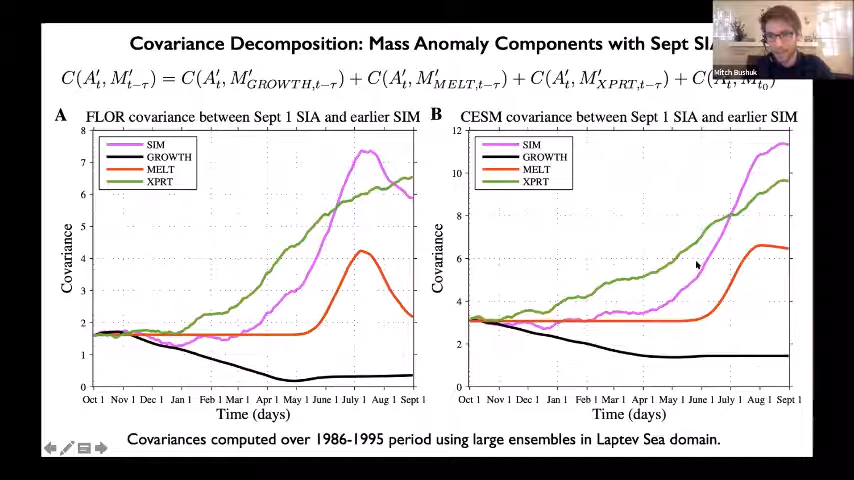 Covariance Decomposition: Mass Anomaly Components with Sept SIA
Mitch Bushuk
C(A′t, M′t−τ) = C(A′t, M′GROWTH,t−τ) + C(A′t, M′MELT,t−τ) + C(A′t, M′XPRT,t−τ) + C(A′t, M′t0)
A FLOR covariance between Sept 1 SIA and earlier SIM
B CESM covariance between Sept 1 SIA and earlier SIM
8
7
6
5
4
3
2
1
0
Covariance
SIM
GROWTH
MELT
XPRT
Oct 1 Nov 1 Dec 1 Jan 1 Feb 1 Mar 1 Apr 1 May 1 June 1 July 1 Aug 1 Sept 1
Time (days)
12
10
8
6
4
2
0
Covariance
SIM
GROWTH
MELT
XPRT
Oct 1 Nov 1 Dec 1 Jan 1 Feb 1 Mar 1 Apr 1 May 1 June 1 July 1 Aug 1 Sept 1
Time (days)
Covariances computed over 1986-1995 period using large ensembles in Laptev Sea domain.